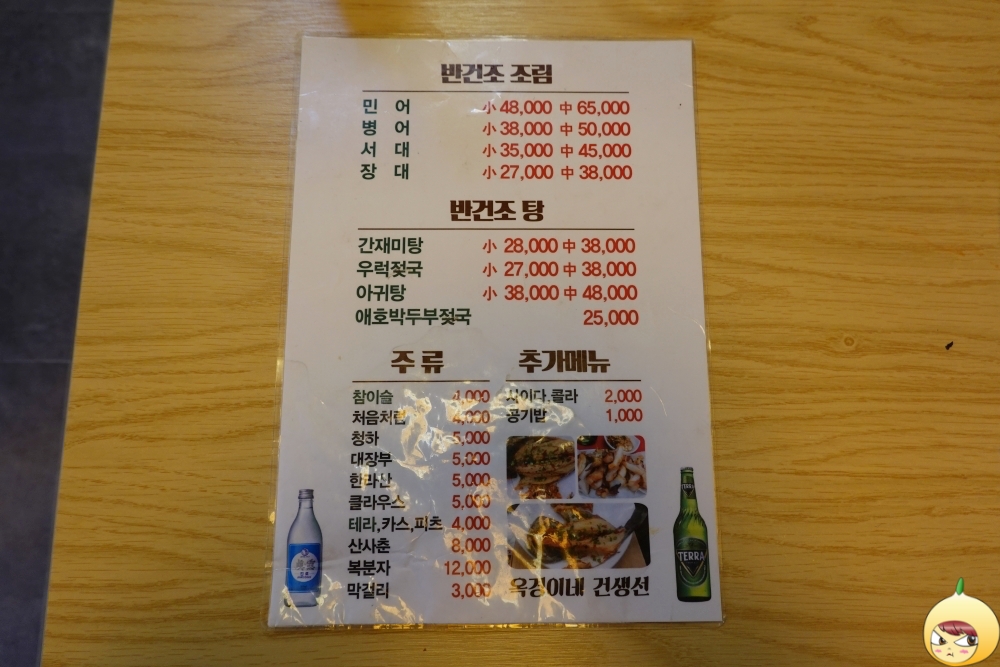 반건조 조림
민 어 小 48,000 中 65,000
병 어 小 38,000 中 50,000
서 대 小 35,000 中 45,000
장 대 小 27,000 中 38,000
반건조 탕
간재미탕 小 28,000 中 38,000
우럭젖국 小 27,000 中 38,000
아귀탕 小 38,000 中 48,000
애호박두부젖국 25,000
주 류
참이슬 4,000
처음처럼 4,000
청하 5,000
대장부 5,000
한라산 5,000
클라우스 5,000
테라,카스,피츠 4,000
산사춘 8,000
복분자 12,000
막걸리 3,000
추가메뉴
사이다,콜라 2,000
공기밥 1,000
옥경이네 건생선
TERRA